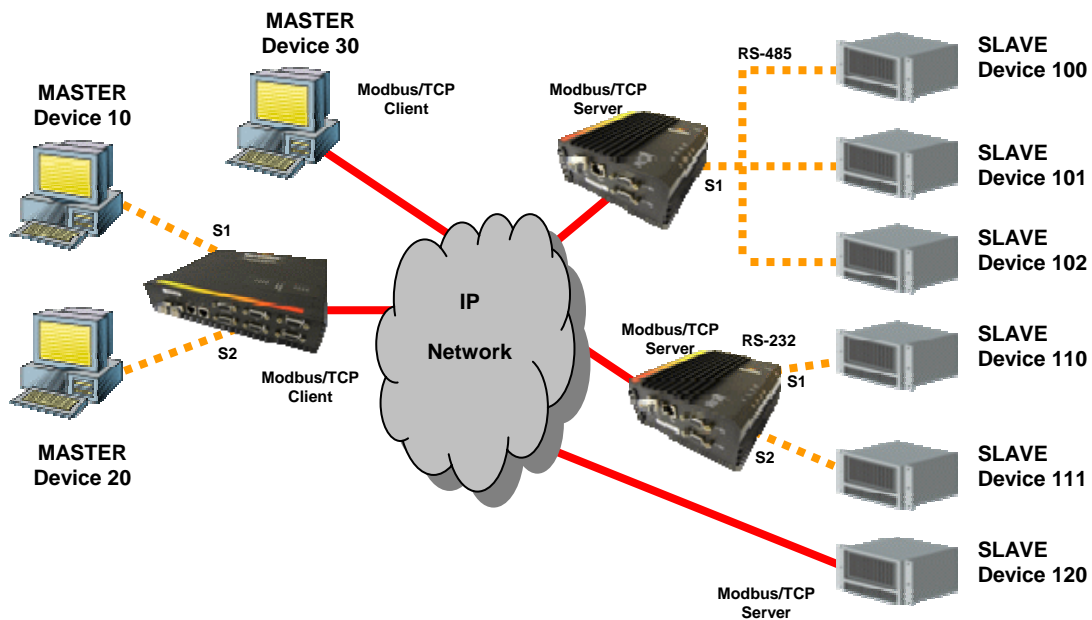 MASTER
Device 30
MASTER
Device 10
Modbus/TCP
Client
S1
S2
MASTER
Device 20
Modbus/TCP
Client
IP
Network
Modbus/TCP
Server
RS-485
S1
SLAVE
Device 100
SLAVE
Device 101
SLAVE
Device 102
Modbus/TCP
Server
RS-232
S1
S2
SLAVE
Device 110
SLAVE
Device 111
SLAVE
Device 120
Modbus/TCP
Server